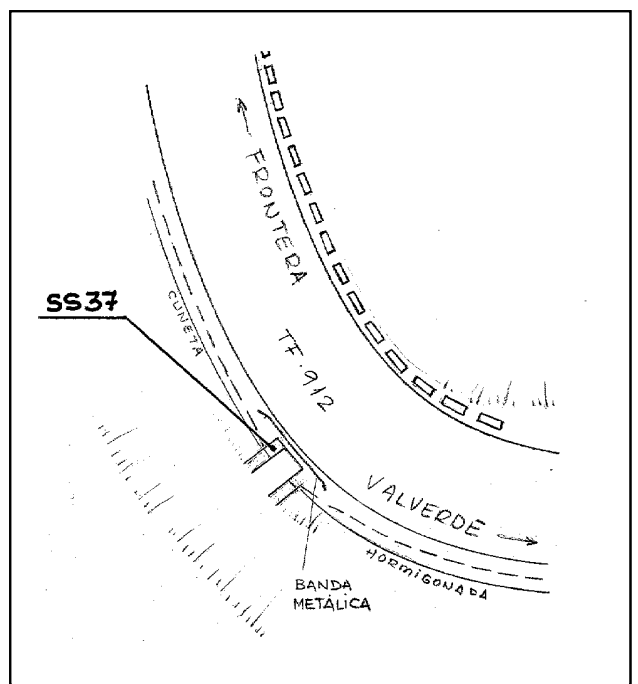 FRONTERA
SS37
CUNETA
TF-912
VALVERDE
HORMIGONADA
BANDA
METÁLICA